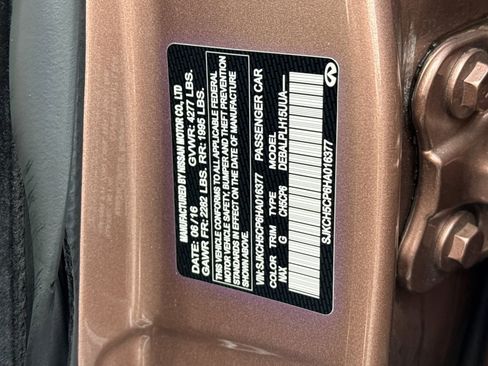 MANUFACTURED BY NISSAN MOTOR CO., LTD
DATE: 06/16 GVWR: 4277 LBS.
GAWR FR: 2282 LBS. RR: 1995 LBS.
THIS VEHICLE CONFORMS TO ALL APPLICABLE FEDERAL
MOTOR VEHICLE SAFETY, BUMPER AND THEFT PREVENTION
STANDARDS IN EFFECT ON THE DATE OF MANUFACTURE
SHOWN ABOVE.
VIN:SJKCH5CP6HA016377 PASSENGER CAR
COLOR TRIM TYPE MODEL
NAX G CH5CP6 DEBALPLH15UUA----
SJKCH5CP6HA016377